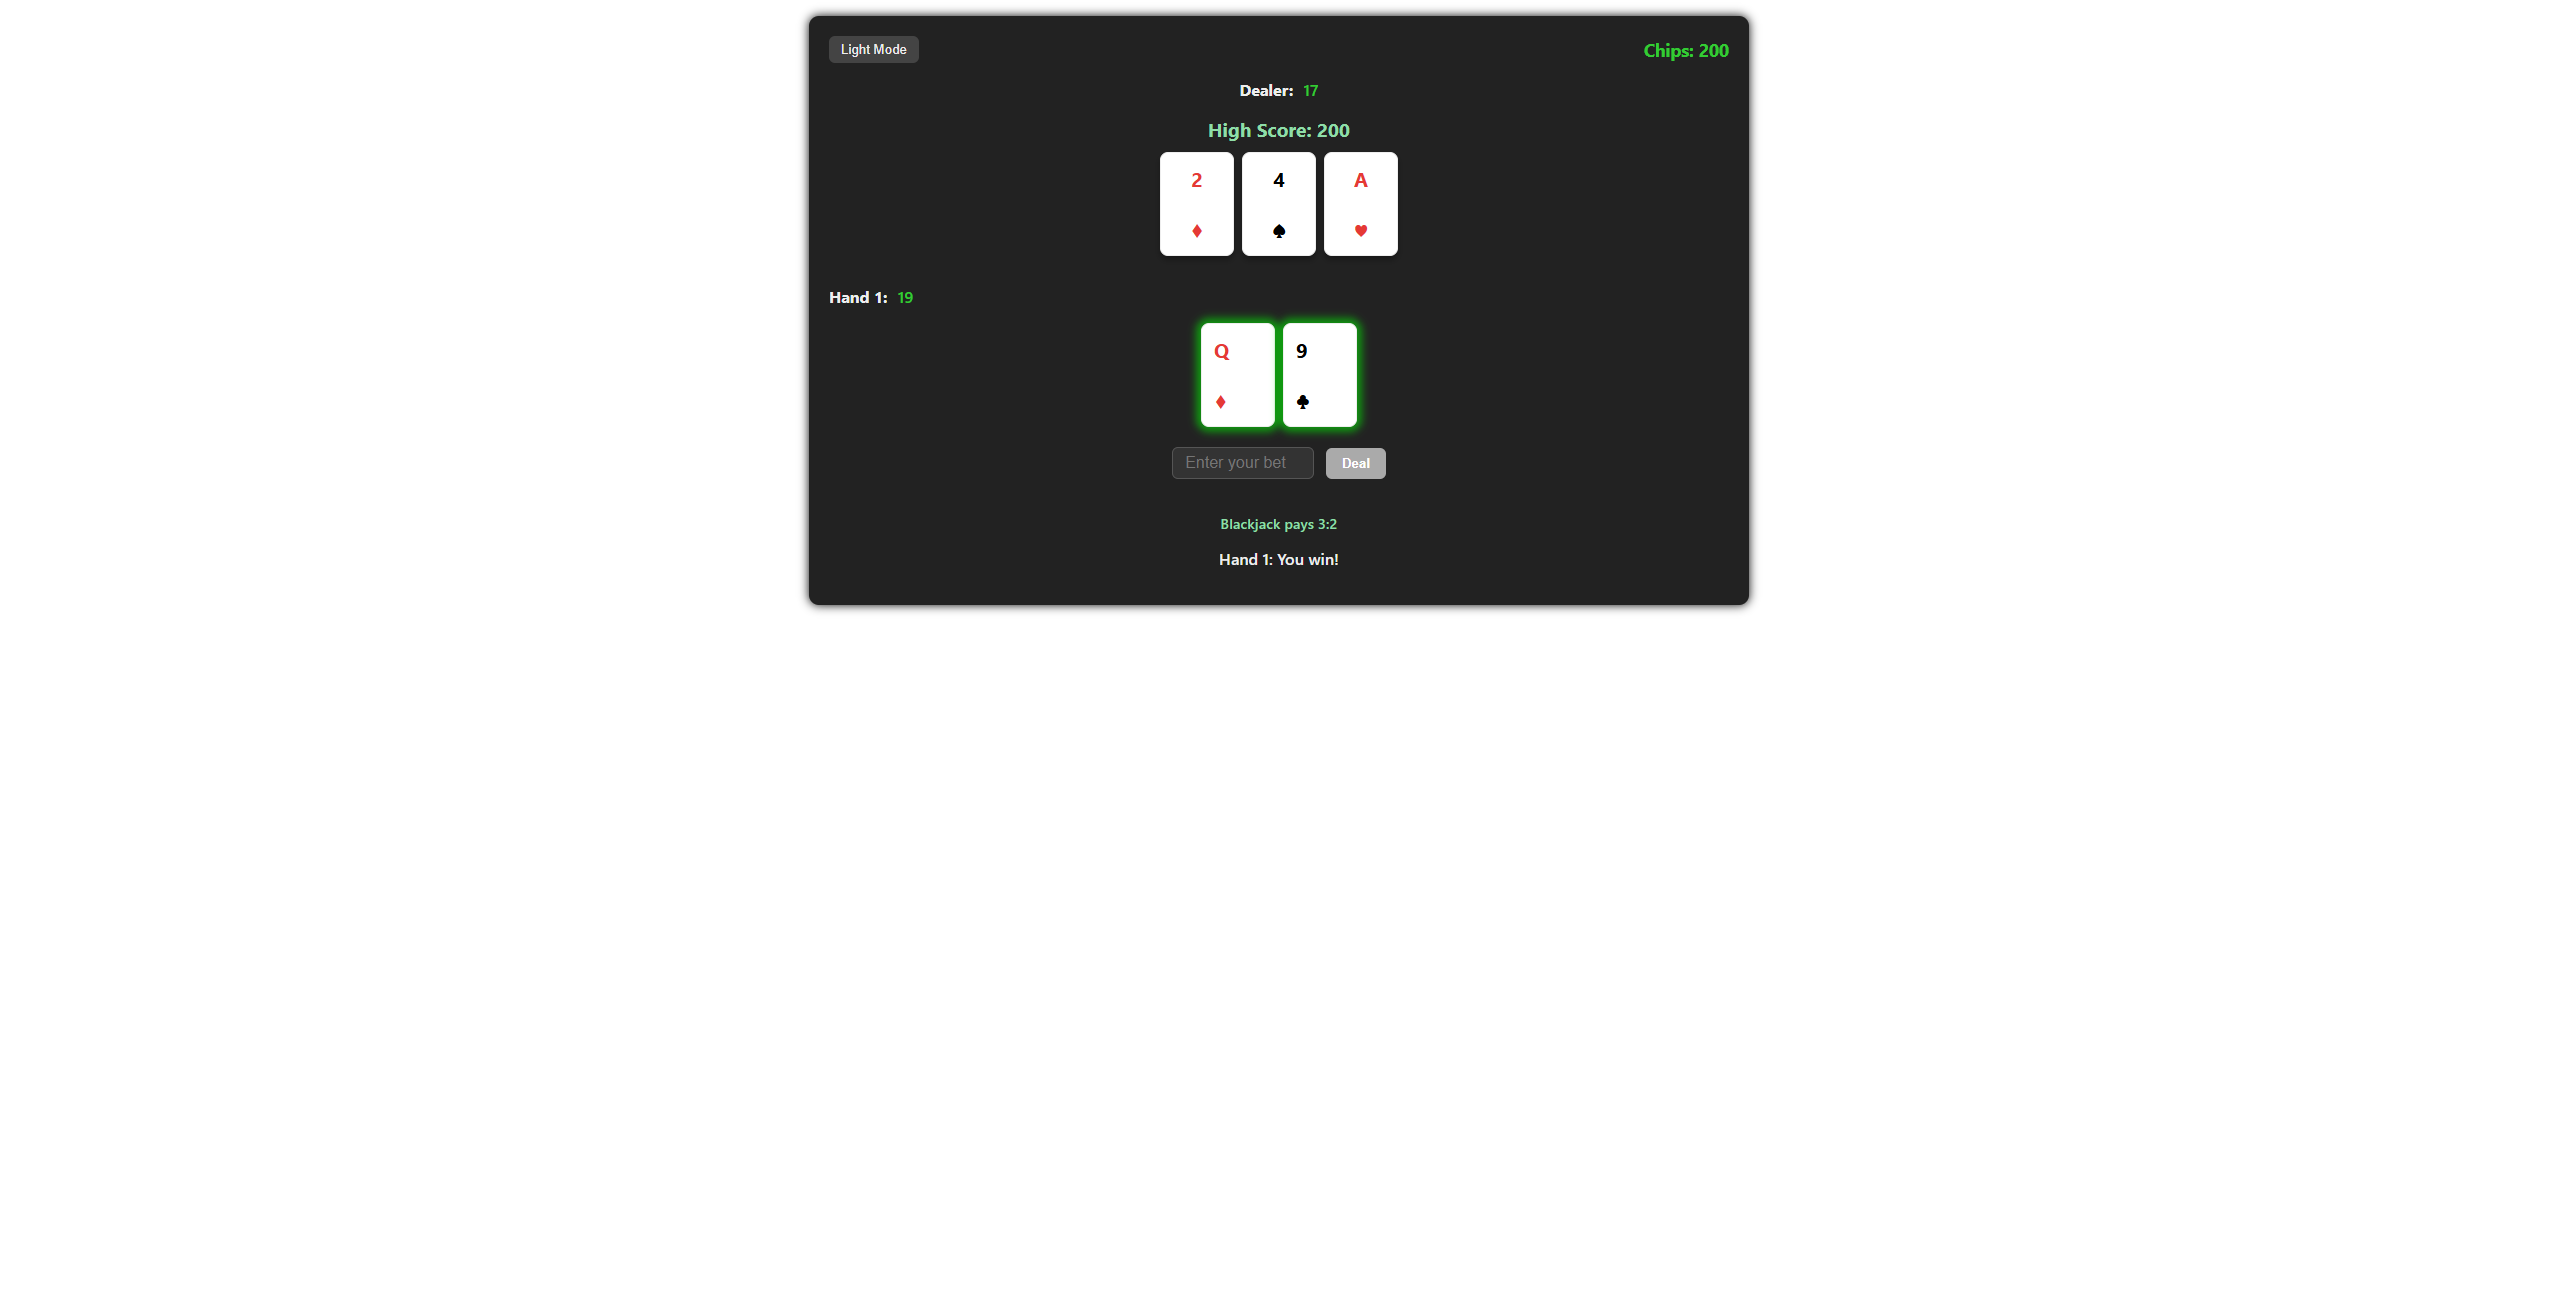 Light Mode
Chips: 200
Dealer: 17
High Score: 200
2 4 A
♦ ♠ ♥
Hand 1: 19
Q 9
♦ ♣
Enter your bet
Deal
Blackjack pays 3:2
Hand 1: You win!